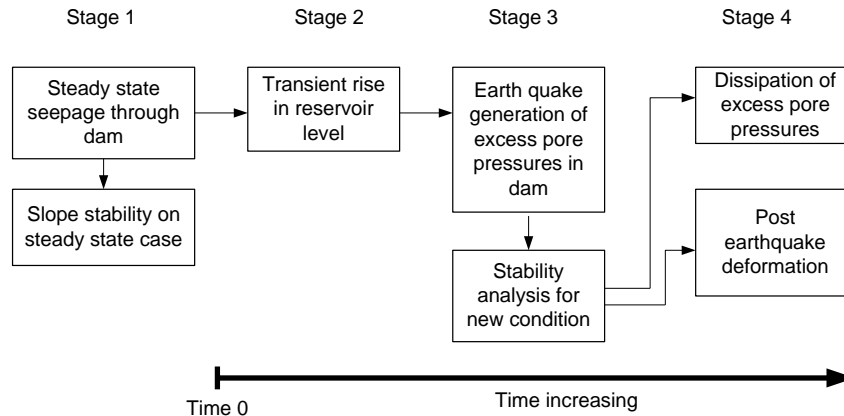 Stage 1
Stage 2
Stage 3
Stage 4
Steady state
seepage through
dam
Transient rise
in reservoir
level
Earth quake
generation of
excess pore
pressures in
dam
Dissipation of
excess pore
pressures
Slope stability on
steady state case
Stability
analysis for
new condition
Post
earthquake
deformation
Time 0
Time increasing